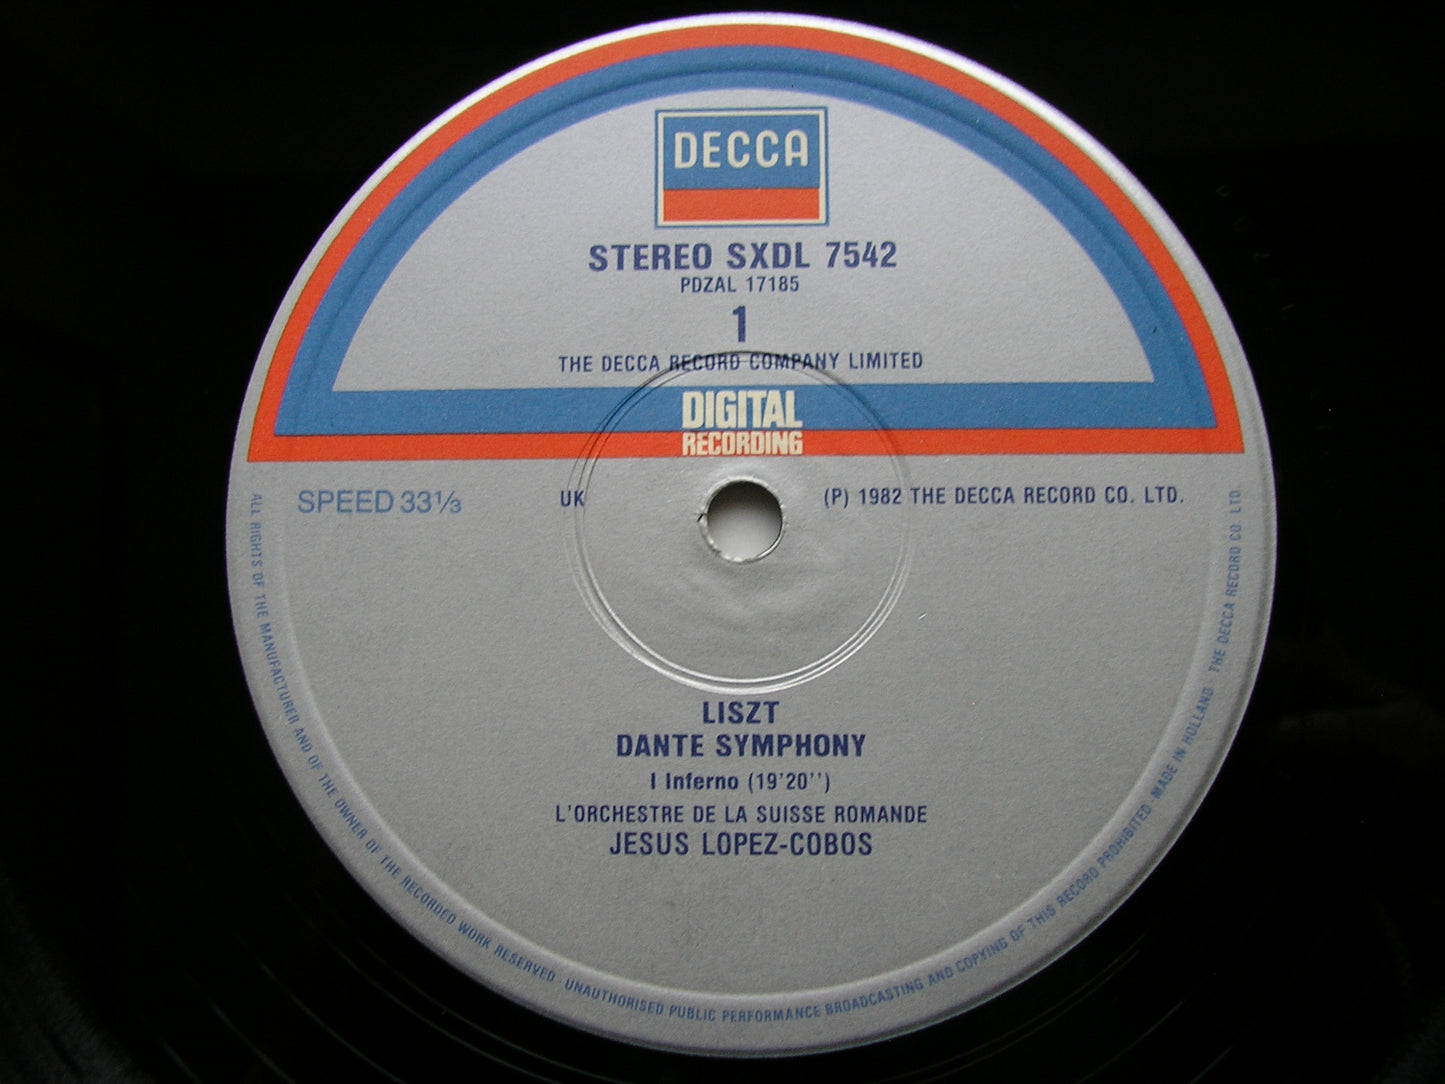 DECCA
STEREO SXDL 7542
PDZAL 17185
1
THE DECCA RECORD COMPANY LIMITED
DIGITAL
RECORDING
SPEED 33⅓
UK
(P) 1982 THE DECCA RECORD CO. LTD.
LISZT
DANTE SYMPHONY
I Inferno (19'20'')
L'ORCHESTRE DE LA SUISSE ROMANDE
JESUS LOPEZ-COBOS
ALL RIGHTS OF THE MANUFACTURER AND OF THE OWNER OF THE RECORDED WORK RESERVED · UNAUTHORISED PUBLIC PERFORMANCE BROADCASTING AND COPYING OF THIS RECORD PROHIBITED · MADE IN HOLLAND · THE DECCA RECORD CO. LTD.